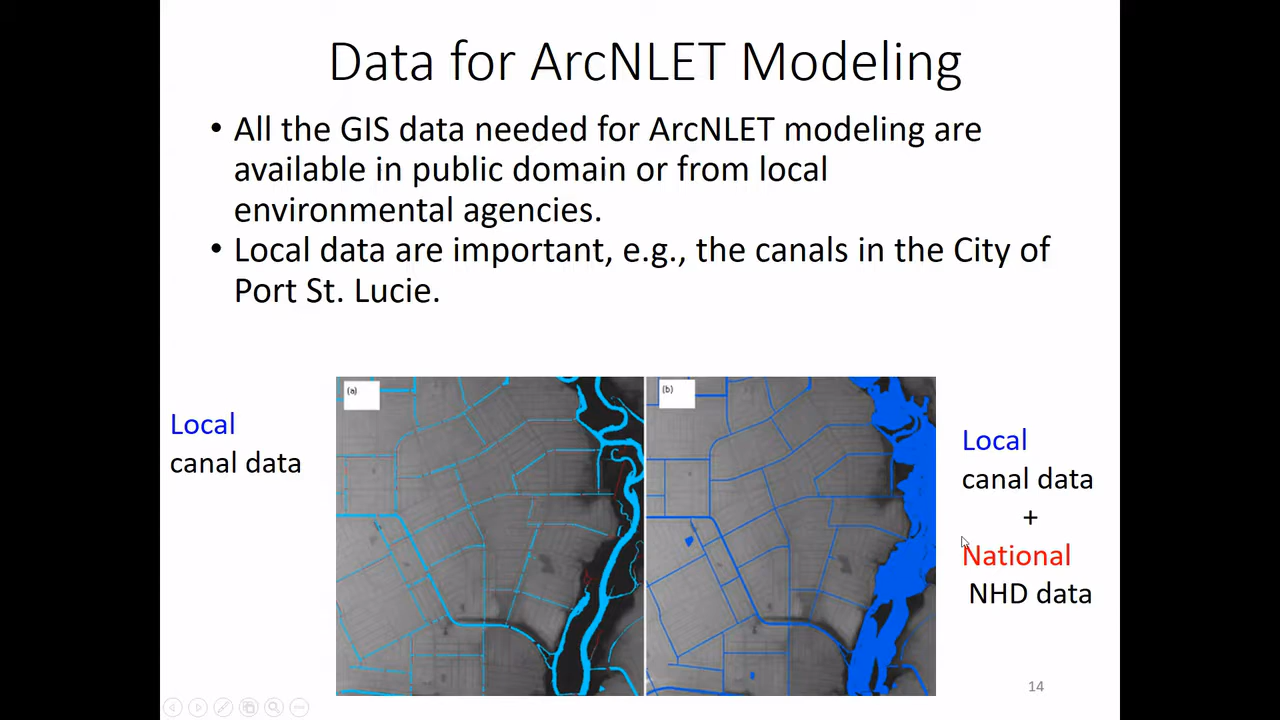 Data for ArcNLET Modeling
• All the GIS data needed for ArcNLET modeling are
available in public domain or from local
environmental agencies.
• Local data are important, e.g., the canals in the City of
Port St. Lucie.
Local
canal data
(a)
(b)
Local
canal data
+
National
NHD data
14